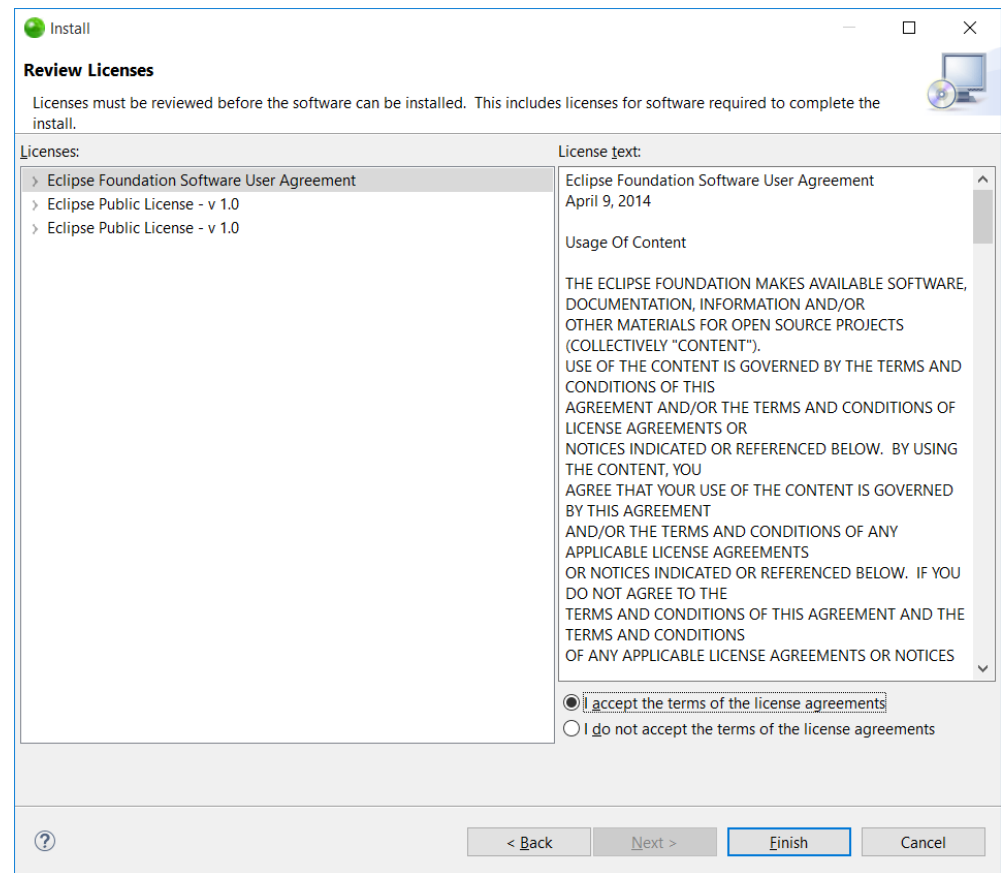 Install
Review Licenses
Licenses must be reviewed before the software can be installed.  This includes licenses for software required to complete the
install.
Licenses:
Eclipse Foundation Software User Agreement
Eclipse Public License - v 1.0
Eclipse Public License - v 1.0
License text:
Eclipse Foundation Software User Agreement
April 9, 2014
Usage Of Content
THE ECLIPSE FOUNDATION MAKES AVAILABLE SOFTWARE,
DOCUMENTATION, INFORMATION AND/OR
OTHER MATERIALS FOR OPEN SOURCE PROJECTS
(COLLECTIVELY "CONTENT").
USE OF THE CONTENT IS GOVERNED BY THE TERMS AND
CONDITIONS OF THIS
AGREEMENT AND/OR THE TERMS AND CONDITIONS OF
LICENSE AGREEMENTS OR
NOTICES INDICATED OR REFERENCED BELOW.  BY USING
THE CONTENT, YOU
AGREE THAT YOUR USE OF THE CONTENT IS GOVERNED
BY THIS AGREEMENT
AND/OR THE TERMS AND CONDITIONS OF ANY
APPLICABLE LICENSE AGREEMENTS
OR NOTICES INDICATED OR REFERENCED BELOW.  IF YOU
DO NOT AGREE TO THE
TERMS AND CONDITIONS OF THIS AGREEMENT AND THE
TERMS AND CONDITIONS
OF ANY APPLICABLE LICENSE AGREEMENTS OR NOTICES
I accept the terms of the license agreements
I do not accept the terms of the license agreements
?
< Back
Next >
Finish
Cancel